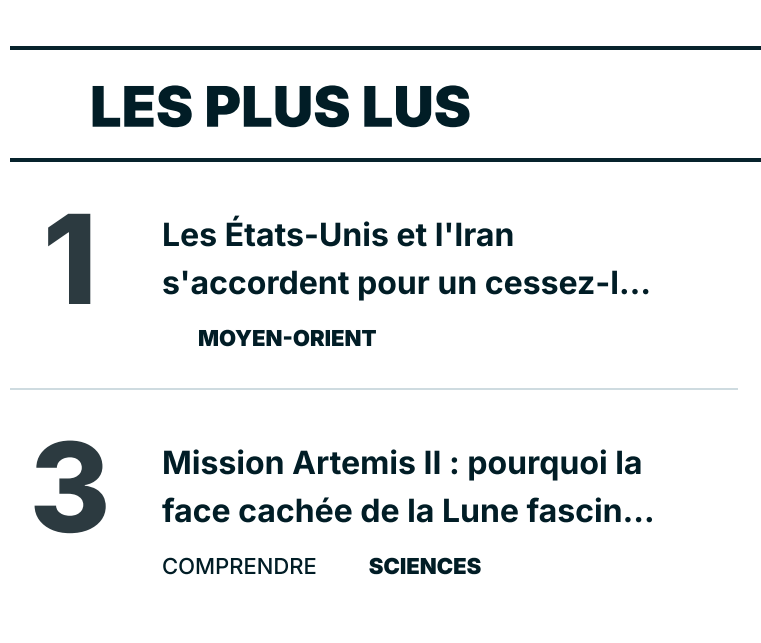 LES PLUS LUS
1
Les États-Unis et l'Iran
s'accordent pour un cessez-l...
MOYEN-ORIENT
3
Mission Artemis II : pourquoi la
face cachée de la Lune fascin...
COMPRENDRE SCIENCES